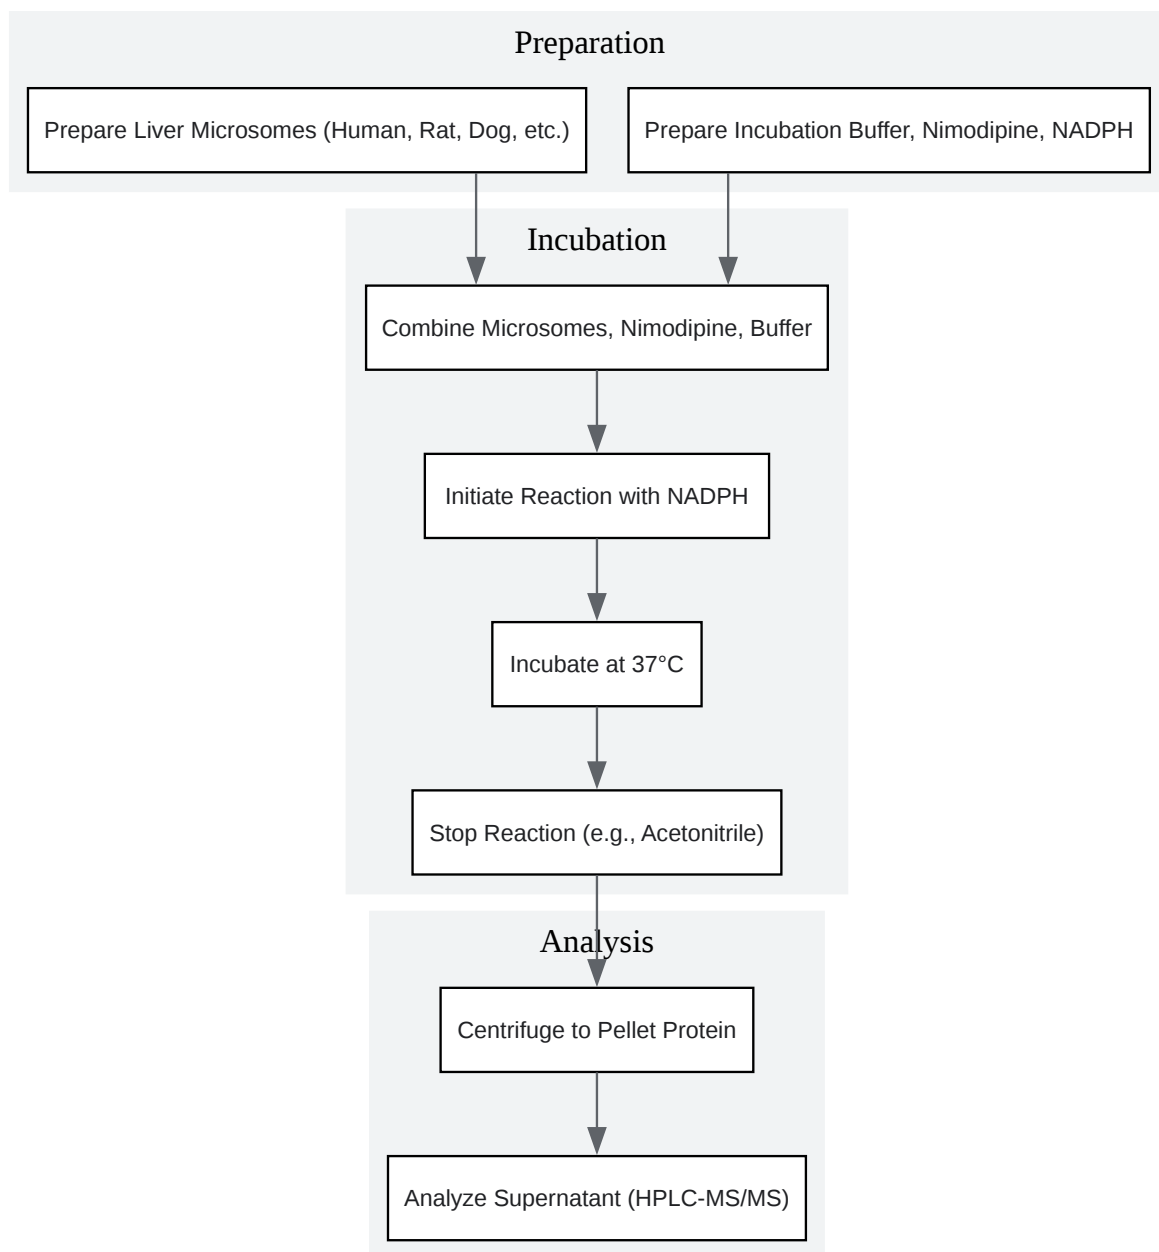 Preparation
Prepare Liver Microsomes (Human, Rat, Dog, etc.)
Prepare Incubation Buffer, Nimodipine, NADPH
Incubation
Combine Microsomes, Nimodipine, Buffer
Initiate Reaction with NADPH
Incubate at 37°C
Stop Reaction (e.g., Acetonitrile)
Analysis
Centrifuge to Pellet Protein
Analyze Supernatant (HPLC-MS/MS)